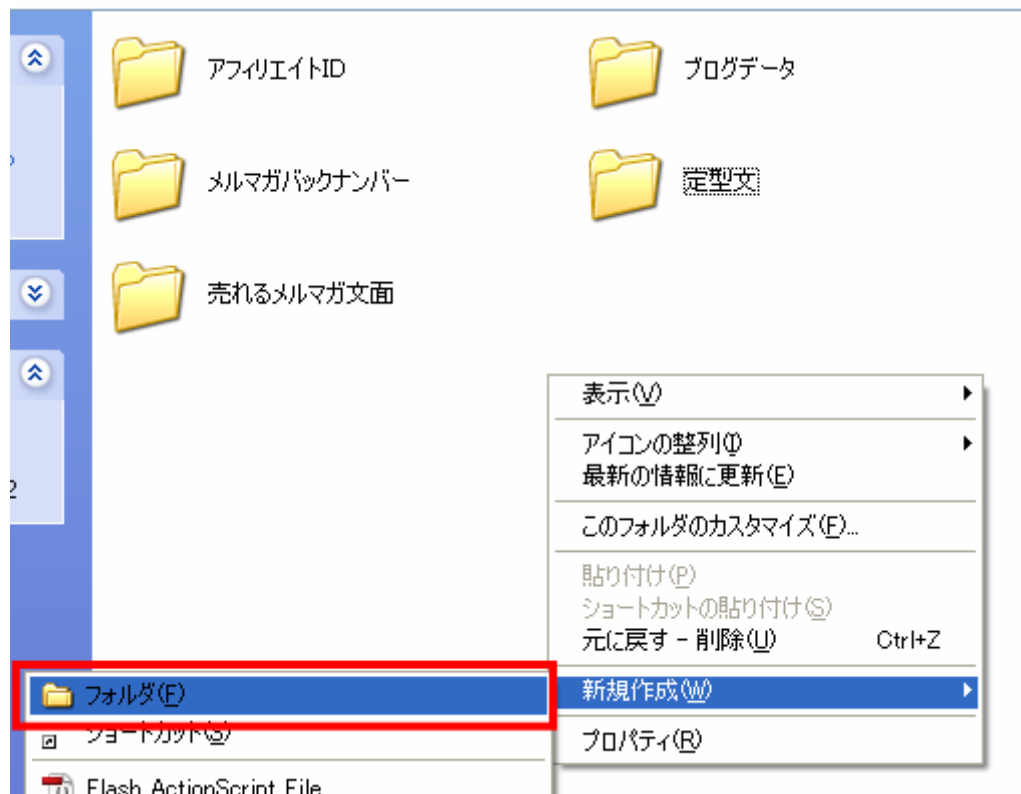 アフィリエイトID
ブログデータ
メルマガバックナンバー
定型文
売れるメルマガ文面
2
表示(V)
アイコンの整列(I)
最新の情報に更新(E)
このフォルダのカスタマイズ(F)...
貼り付け(P)
ショートカットの貼り付け(S)
元に戻す - 削除(U) Ctrl+Z
新規作成(W)
プロパティ(R)
フォルダ(F)
ショートカット(S)
Flash ActionScript File